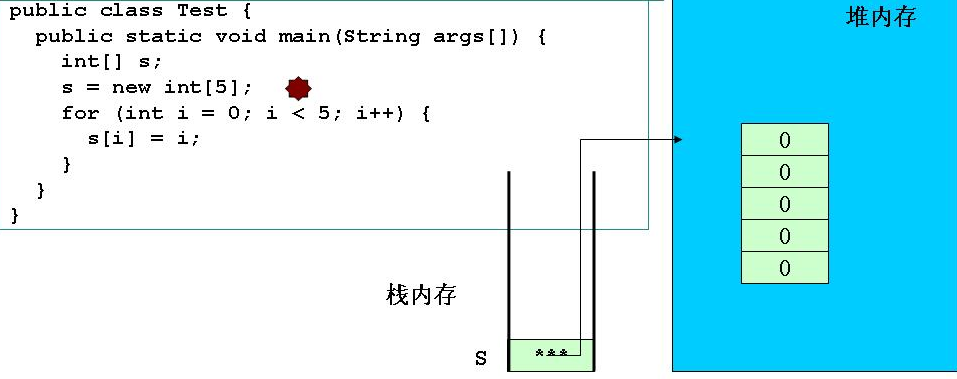 public class Test {
public static void main(String args[]) {
int[] s;
s = new int[5];
for (int i = 0; i < 5; i++) {
s[i] = i;
}
}
}
堆内存
0
0
0
0
0
栈内存
S
***